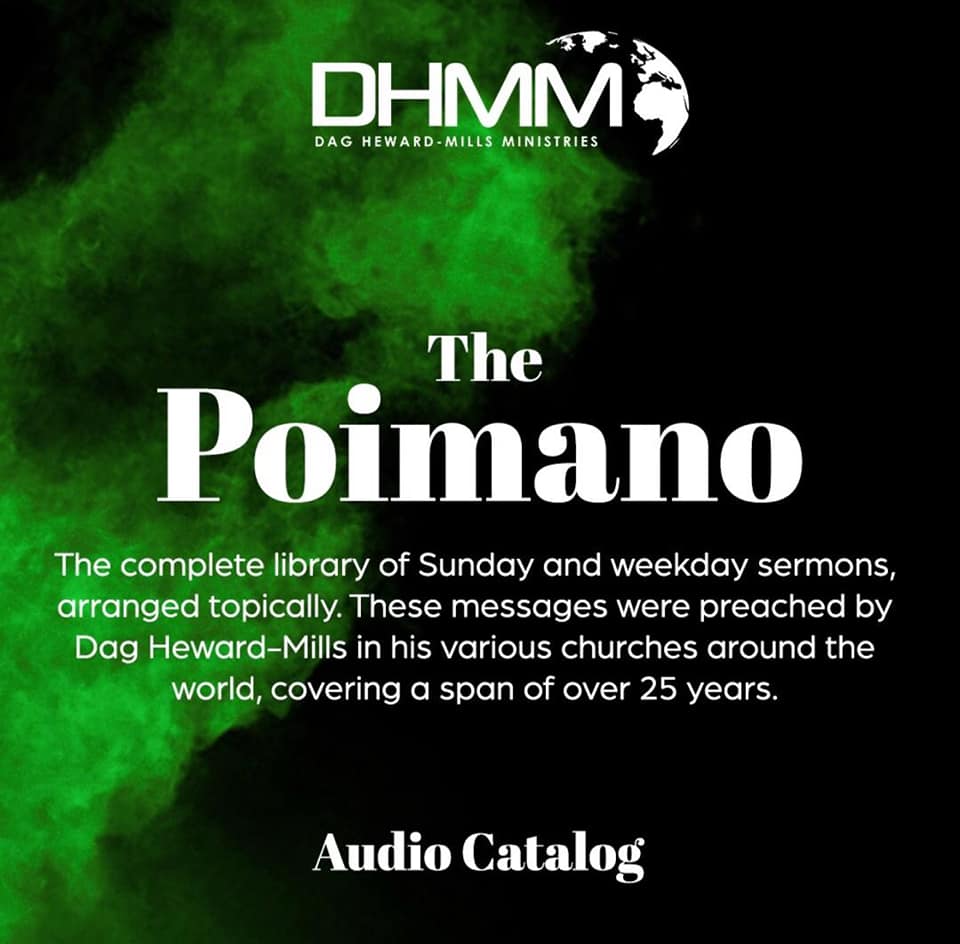 DHMM
DAG HEWARD-MILLS MINISTRIES
The
Poimano
The complete library of Sunday and weekday sermons,
arranged topically. These messages were preached by
Dag Heward-Mills in his various churches around the
world, covering a span of over 25 years.
Audio Catalog